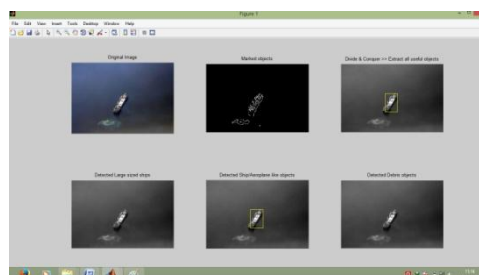 Figure 1
File Edit View Insert Tools Desktop Window Help
Original Image
Marked objects
Divide & Conquer => Extract all useful objects
Detected Large sized ships
Detected Ship/Aeroplane like objects
Detected Debris objects